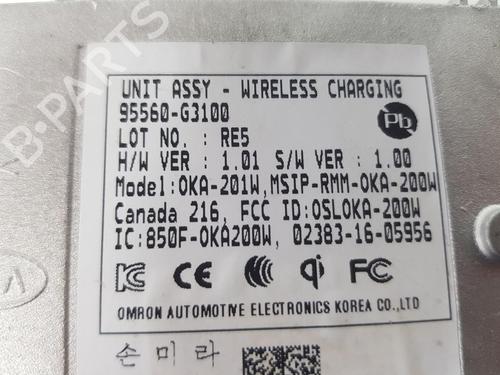 UNIT ASSY - WIRELESS CHARGING
95560-G3100
Pb
LOT NO. : RE5
H/W VER : 1.01 S/W VER : 1.00
Model:OKA-201W,MSIP-RMM-OKA-200W
Canada 216, FCC ID:OSLOKA-200W
IC:850F-OKA200W, 02383-16-05956
CE qi FC
OMRON AUTOMOTIVE ELECTRONICS KOREA CO.,LTD
손미라
B-PARTS